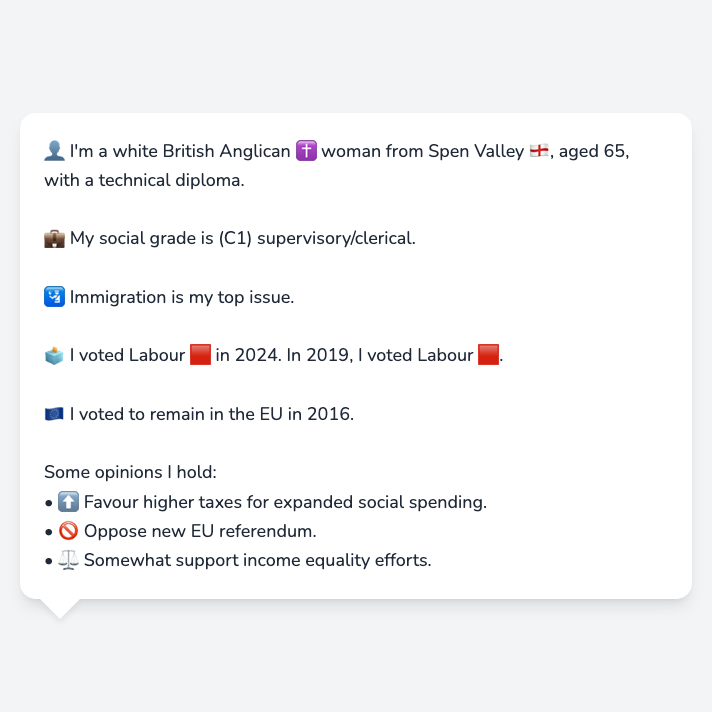 👤 I'm a white British Anglican ✝️ woman from Spen Valley 🏴󠁧󠁢󠁥󠁮󠁧󠁿, aged 65,
with a technical diploma.
💼 My social grade is (C1) supervisory/clerical.
🛂 Immigration is my top issue.
🗳️ I voted Labour 🟥 in 2024. In 2019, I voted Labour 🟥.
🇪🇺 I voted to remain in the EU in 2016.
Some opinions I hold:
• ⬆️ Favour higher taxes for expanded social spending.
• 🚫 Oppose new EU referendum.
• ⚖️ Somewhat support income equality efforts.